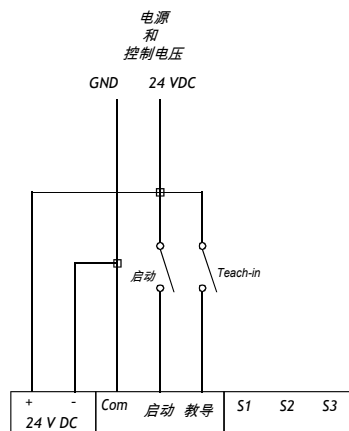 电源
和
控制电压
GND 24 VDC
启动 Teach-in
+ - Com 启动 教导 S1 S2 S3
24 V DC